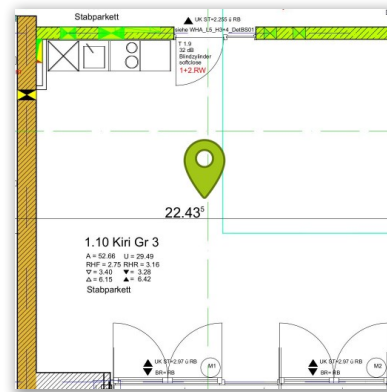 Stabparkett
UK ST=2.255 ü RB
siehe WHA_L5_H3+4_DetBS01
T 1.9
32 dB
Blindzylinder
softclose
1+2.RW
22.43⁵
1.10 Kiri Gr 3
A = 52.66 U = 29.49
RHF = 2.75 RHR = 3.16
▽ = 3.40 ▼ = 3.28
△ = 6.15 ▲ = 6.42
Stabparkett
UK ST=2.97 ü RB
BR= RB
M1
UK ST=2.97 ü RB
BR= RB
M2